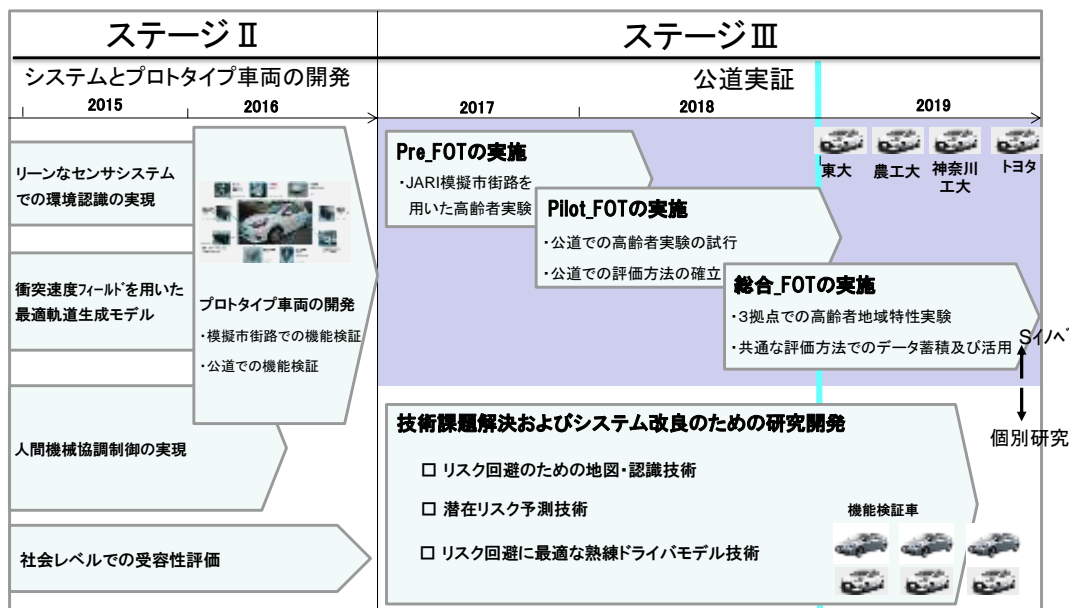 ステージⅡ
ステージⅢ
システムとプロトタイプ車両の開発
公道実証
2015
2016
2017
2018
2019
リーンなセンサシステム
での環境認識の実現
衝突速度フィールドを用いた
最適軌道生成モデル
人間機械協調制御の実現
社会レベルでの受容性評価
プロトタイプ車両の開発
・模擬市街路での機能検証
・公道での機能検証
Pre_FOTの実施
・JARI模擬市街路を
用いた高齢者実験
Pilot_FOTの実施
・公道での高齢者実験の試行
・公道での評価方法の確立
総合_FOTの実施
・3拠点での高齢者地域特性実験
・共通な評価方法でのデータ蓄積及び活用
東大
農工大
神奈川
工大
トヨタ
Sイノベ
個別研究
技術課題解決およびシステム改良のための研究開発
□ リスク回避のための地図・認識技術
□ 潜在リスク予測技術
□ リスク回避に最適な熟練ドライバモデル技術
機能検証車